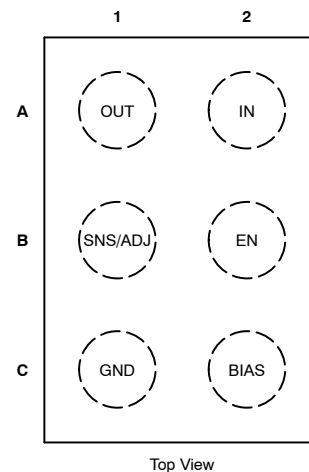 1 2
A OUT IN
B SNS/ADJ EN
C GND BIAS
Top View